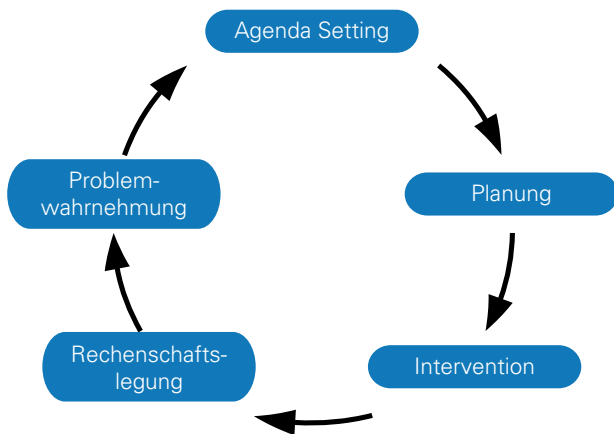 Agenda Setting
Problem-
wahrnehmung
Planung
Rechenschafts-
legung
Intervention